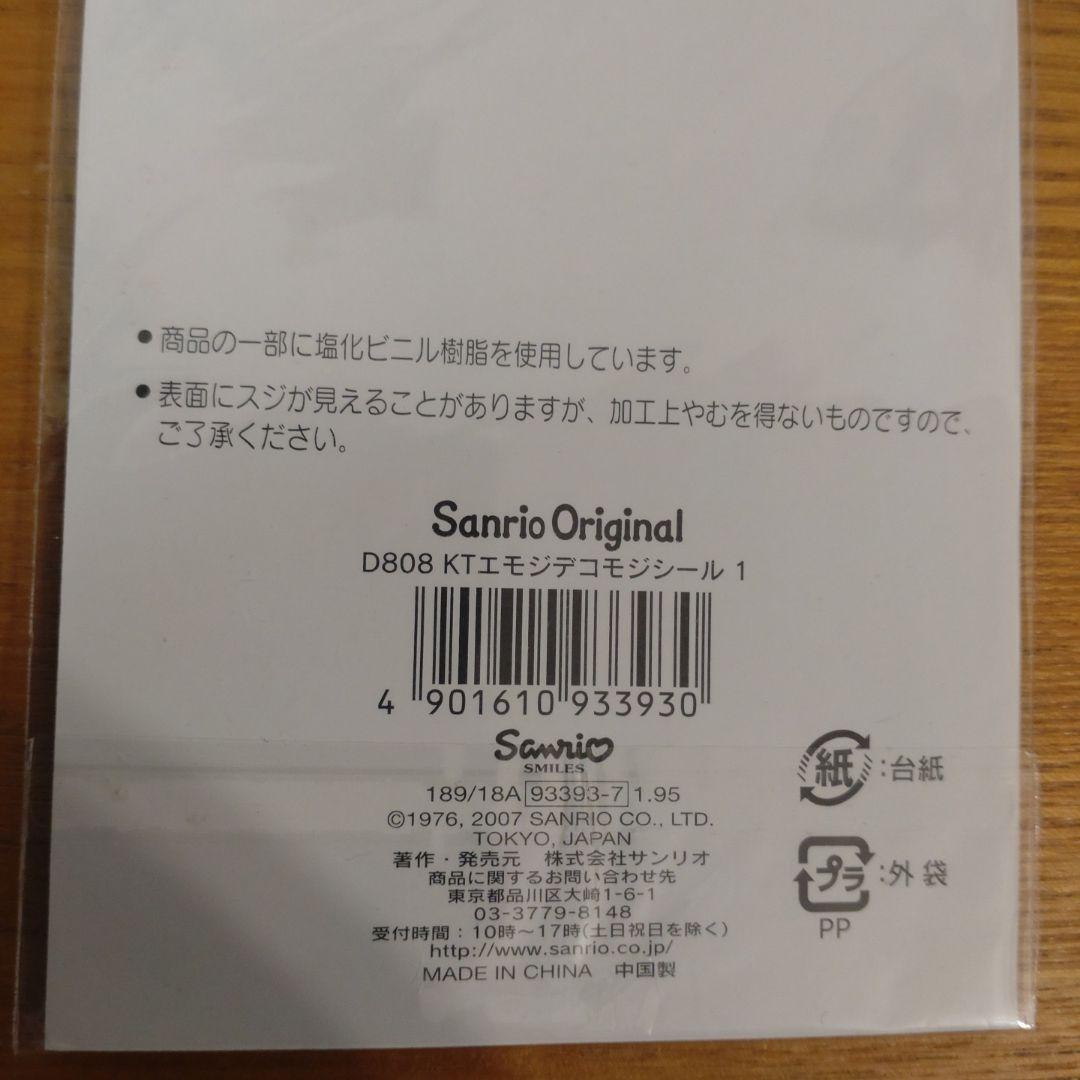 ●商品の一部に塩化ビニル樹脂を使用しています。
●表面にスジが見えることがありますが、加工上やむを得ないものですので、
ご了承ください。
Sanrio Original
D808 KTエモジデコモジシール 1
4 901610 933930
Sanrio
SMILES
189/18A 93393-7 1.95
©1976, 2007 SANRIO CO., LTD.
TOKYO, JAPAN
著作・発売元 株式会社サンリオ
商品に関するお問い合わせ先
東京都品川区大崎1-6-1
03-3779-8148
受付時間：10時～17時(土日祝日を除く)
http://www.sanrio.co.jp/
MADE IN CHINA 中国製
紙:台紙
プラ:外袋
PP